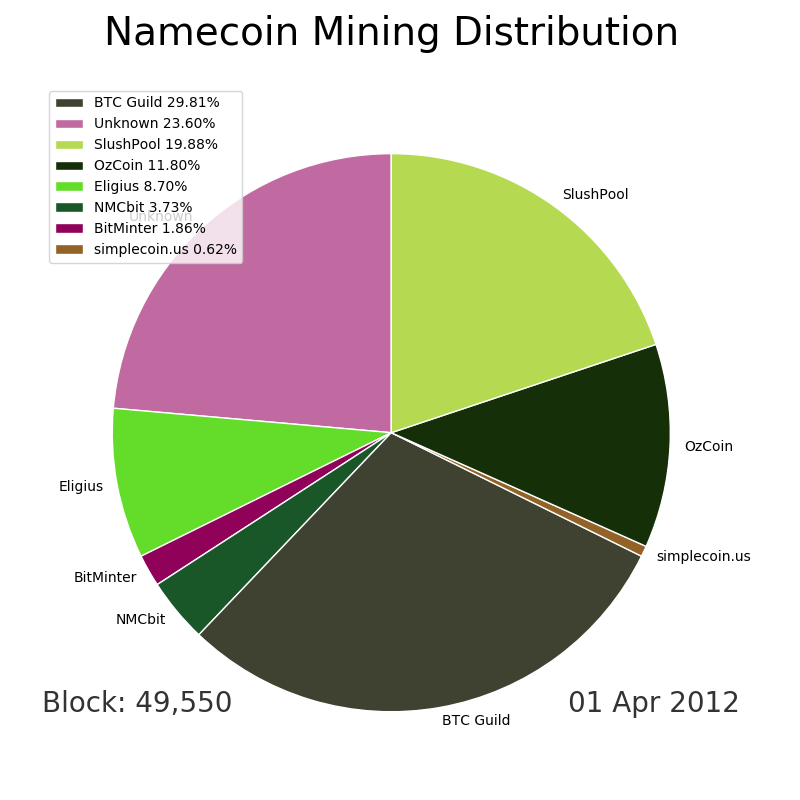 Namecoin Mining Distribution
BTC Guild 29.81%
Unknown 23.60%
SlushPool 19.88%
OzCoin 11.80%
Eligius 8.70%
NMCbit 3.73%
BitMinter 1.86%
simplecoin.us 0.62%
Unknown
SlushPool
OzCoin
Eligius
simplecoin.us
BitMinter
NMCbit
Block: 49,550
01 Apr 2012
BTC Guild